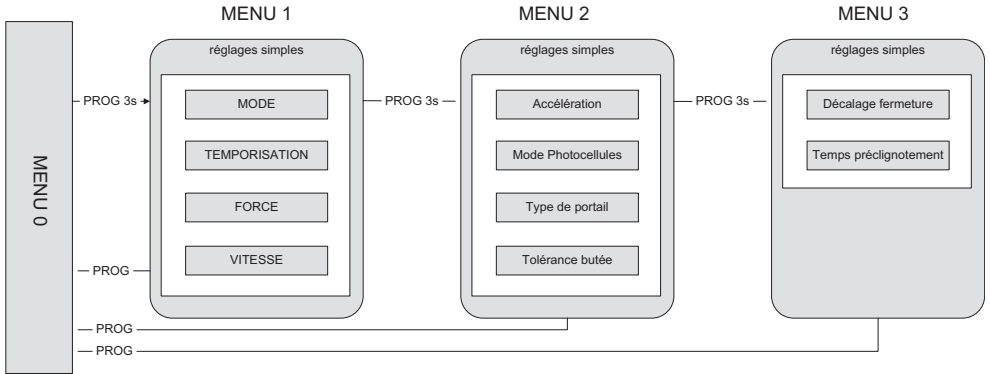 MENU 1
MENU 2
MENU 3
réglages simples
réglages simples
réglages simples
MENU 0
PROG 3s
MODE
TEMPORISATION
FORCE
VITESSE
PROG 3s
Accélération
Mode Photocellules
Type de portail
Tolérance butée
PROG 3s
Décalage fermeture
Temps préclignotement
PROG
PROG
PROG